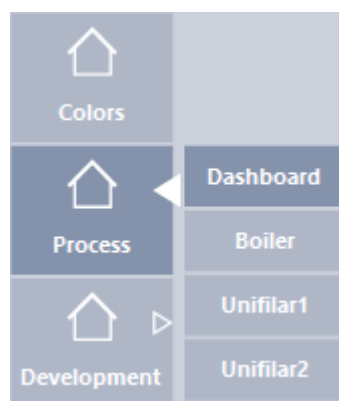 Colors
Process
Development
Dashboard
Boiler
Unifilar1
Unifilar2